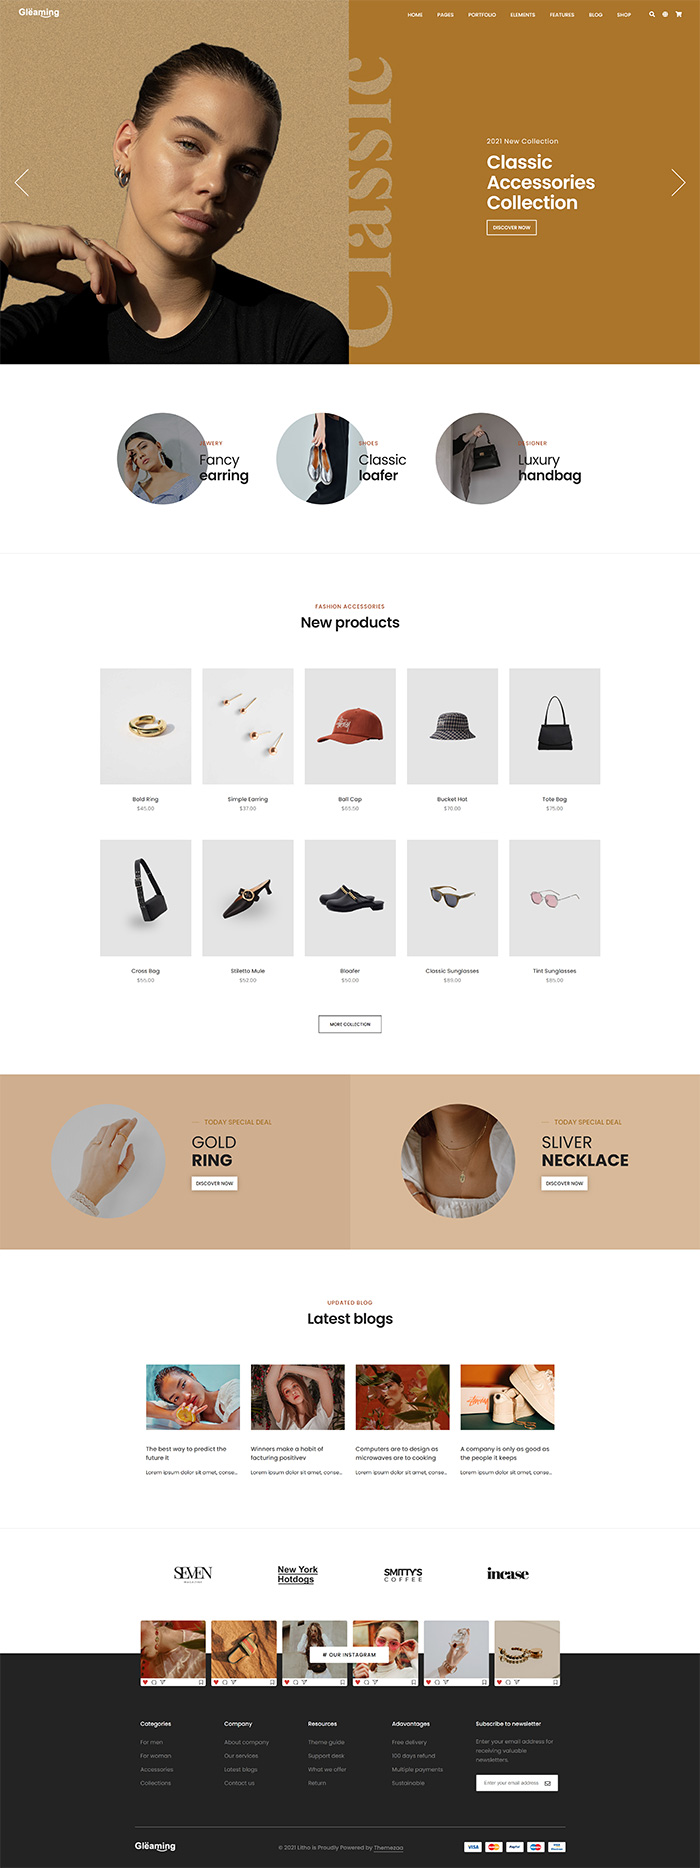 Gleaming
HOME PAGES PORTFOLIO ELEMENTS FEATURES BLOG SHOP
Classic
2021 New Collection
Classic
Accessories
Collection
DISCOVER NOW
JEWERY
Fancy
earring
SHOES
Classic
loafer
DESIGNER
Luxury
handbag
FASHION ACCESSORIES
New products
Bold Ring
$45.00
Simple Earring
$37.00
Ball Cap
Bucket Hat
$70.00
Tote Bag
$75.00
Cross Bag
Stiletto Mule
$52.00
Bloafer
$50.00
Classic Sunglasses
Tint Sunglasses
MORE COLLECTION
TODAY SPECIAL DEAL
GOLD
RING
DISCOVER NOW
TODAY SPECIAL DEAL
SLIVER
NECKLACE
DISCOVER NOW
UPDATED BLOG
Latest blogs
The best way to predict the
future it
Lorem ipsum dolor sit amet, conse...
Winners make a habit of
facturing positivev
Lorem ipsum dolor sit amet, conse...
Computers are to design as
microwaves are to cooking
Lorem ipsum dolor sit amet, conse...
A company is only as good as
the people it keeps
Lorem ipsum dolor sit amet, conse...
SEVEN
MAGAZINE
New York
Hotdogs
SMITTY'S
COFFEE
incase
# OUR INSTAGRAM
Categories
For men
For woman
Accessories
Collections
Company
About company
Our services
Latest blogs
Contact us
Resources
Theme guide
Support desk
What we offer
Return
Adavantages
Free delivery
100 days refund
Multiple payments
Sustainable
Subscribe to newsletter
Enter your email address for
receiving valuable
newsletters.
Enter your email address
Gleaming
© 2021 Litho is Proudly Powered by Themezaa
VISA PayPal